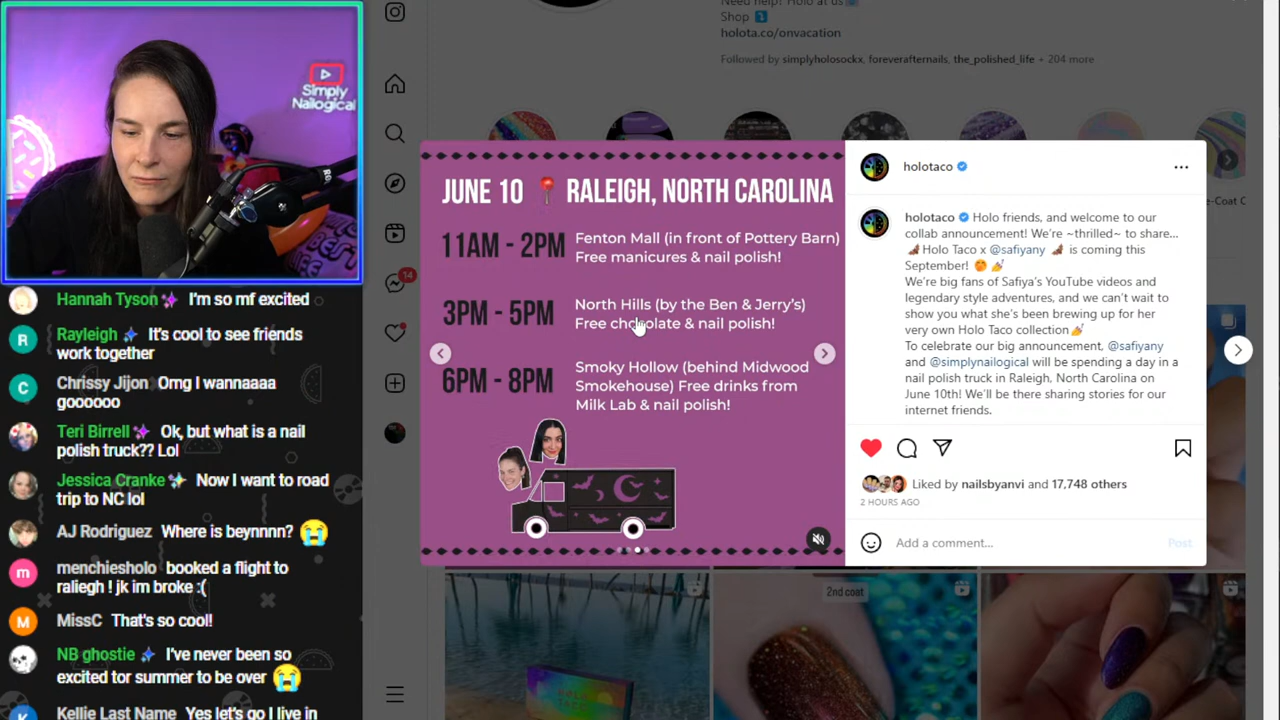 Simply
Nailogical
Hannah Tyson I'm so mf excited
Rayleigh It's cool to see friends
work together
Chrissy Jijon Omg I wannaaaa
goooooo
Teri Birrell Ok, but what is a nail
polish truck?? Lol
Jessica Cranke Now I want to road
trip to NC lol
AJ Rodriguez Where is beynnnn?
menchiesholo booked a flight to
raliegh ! jk im broke :(
MissC That's so cool!
NB ghostie I've never been so
excited tor summer to be over
Kellie Last Name Yes let's go I live in
14
Need help? Holo at us
Shop
holota.co/onvacation
Followed by simplyholosockx, foreverafternails, the_polished_life + 204 more
JUNE 10 RALEIGH, NORTH CAROLINA
11AM - 2PM Fenton Mall (in front of Pottery Barn)
Free manicures & nail polish!
3PM - 5PM North Hills (by the Ben & Jerry's)
Free chocolate & nail polish!
6PM - 8PM Smoky Hollow (behind Midwood
Smokehouse) Free drinks from
Milk Lab & nail polish!
holotaco
holotaco Holo friends, and welcome to our
collab announcement! We're ~thrilled~ to share...
Holo Taco x @safiyany is coming this
September!
We're big fans of Safiya's YouTube videos and
legendary style adventures, and we can't wait to
show you what she's been brewing up for her
very own Holo Taco collection
To celebrate our big announcement, @safiyany
and @simplynailogical will be spending a day in a
nail polish truck in Raleigh, North Carolina on
June 10th! We'll be there sharing stories for our
internet friends.
Liked by nailsbyanvi and 17,748 others
2 HOURS AGO
Add a comment...
Post
2nd coat
HOLO
TACO